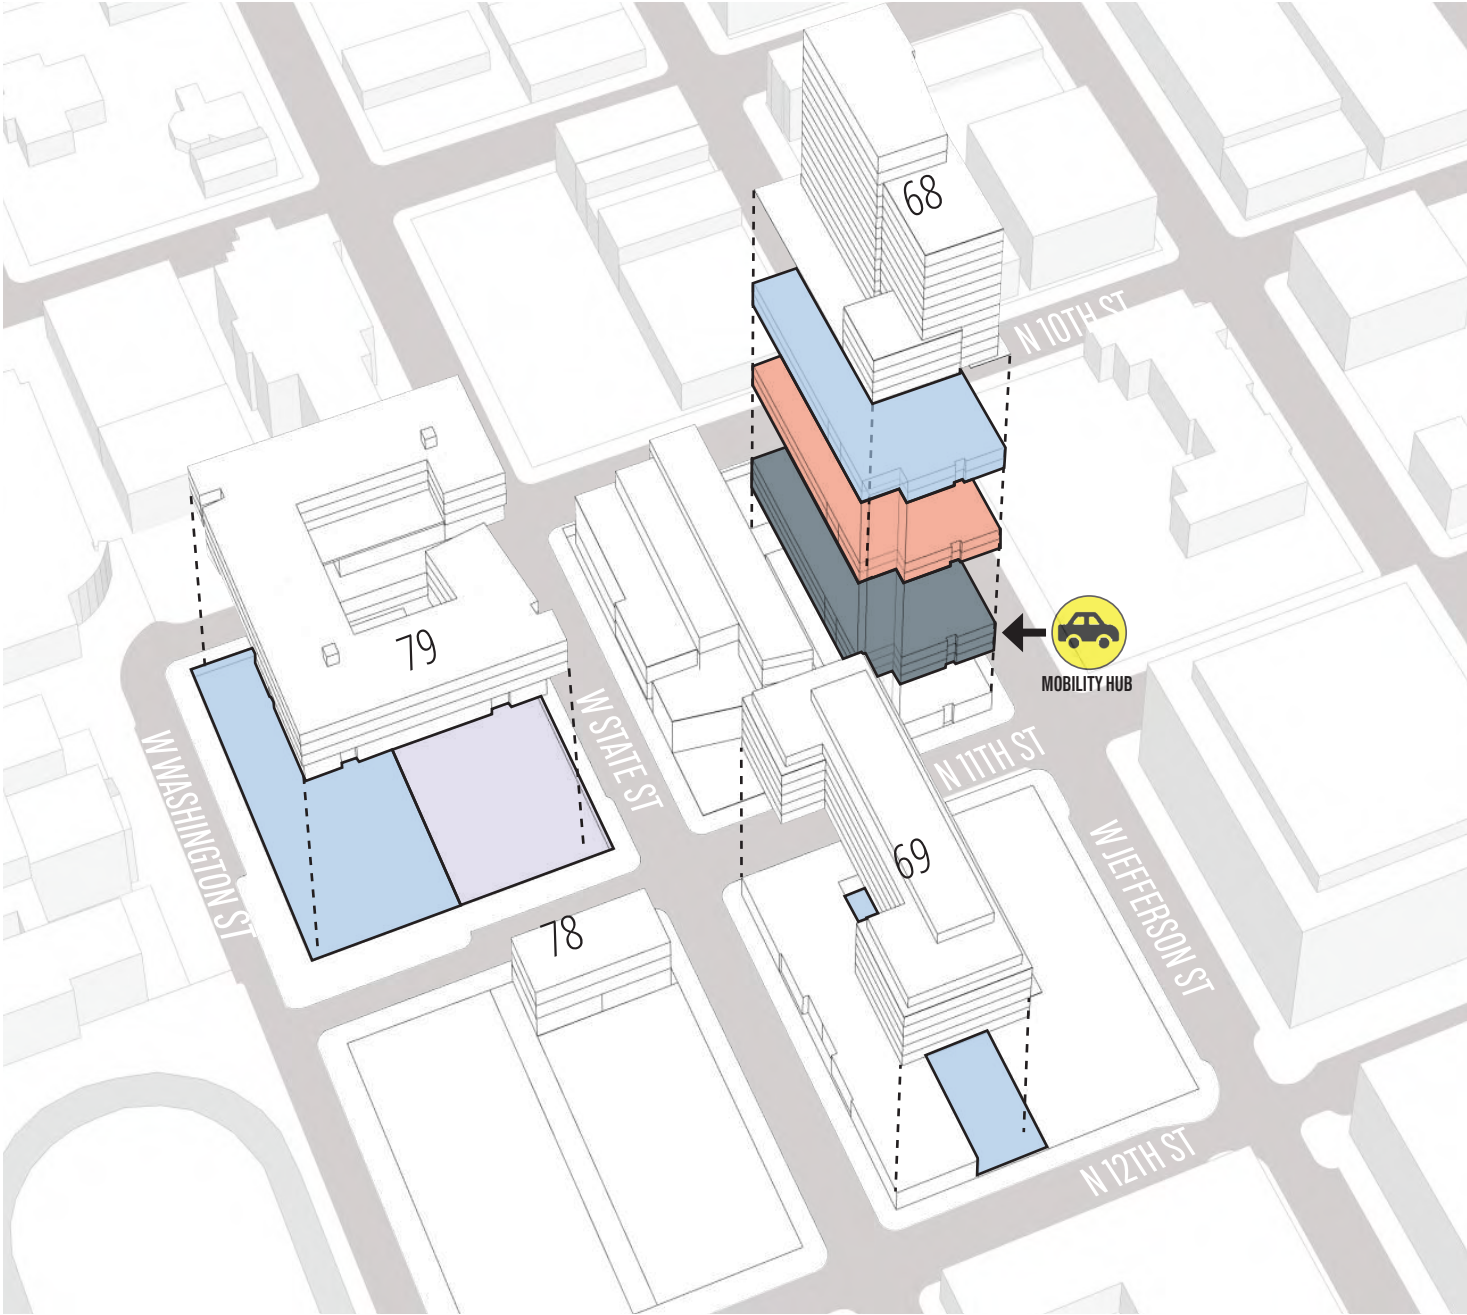 68
N 10TH ST
79
MOBILITY HUB
W STATE ST
N 11TH ST
W WASHINGTON ST
69
W JEFFERSON ST
78
N 12TH ST